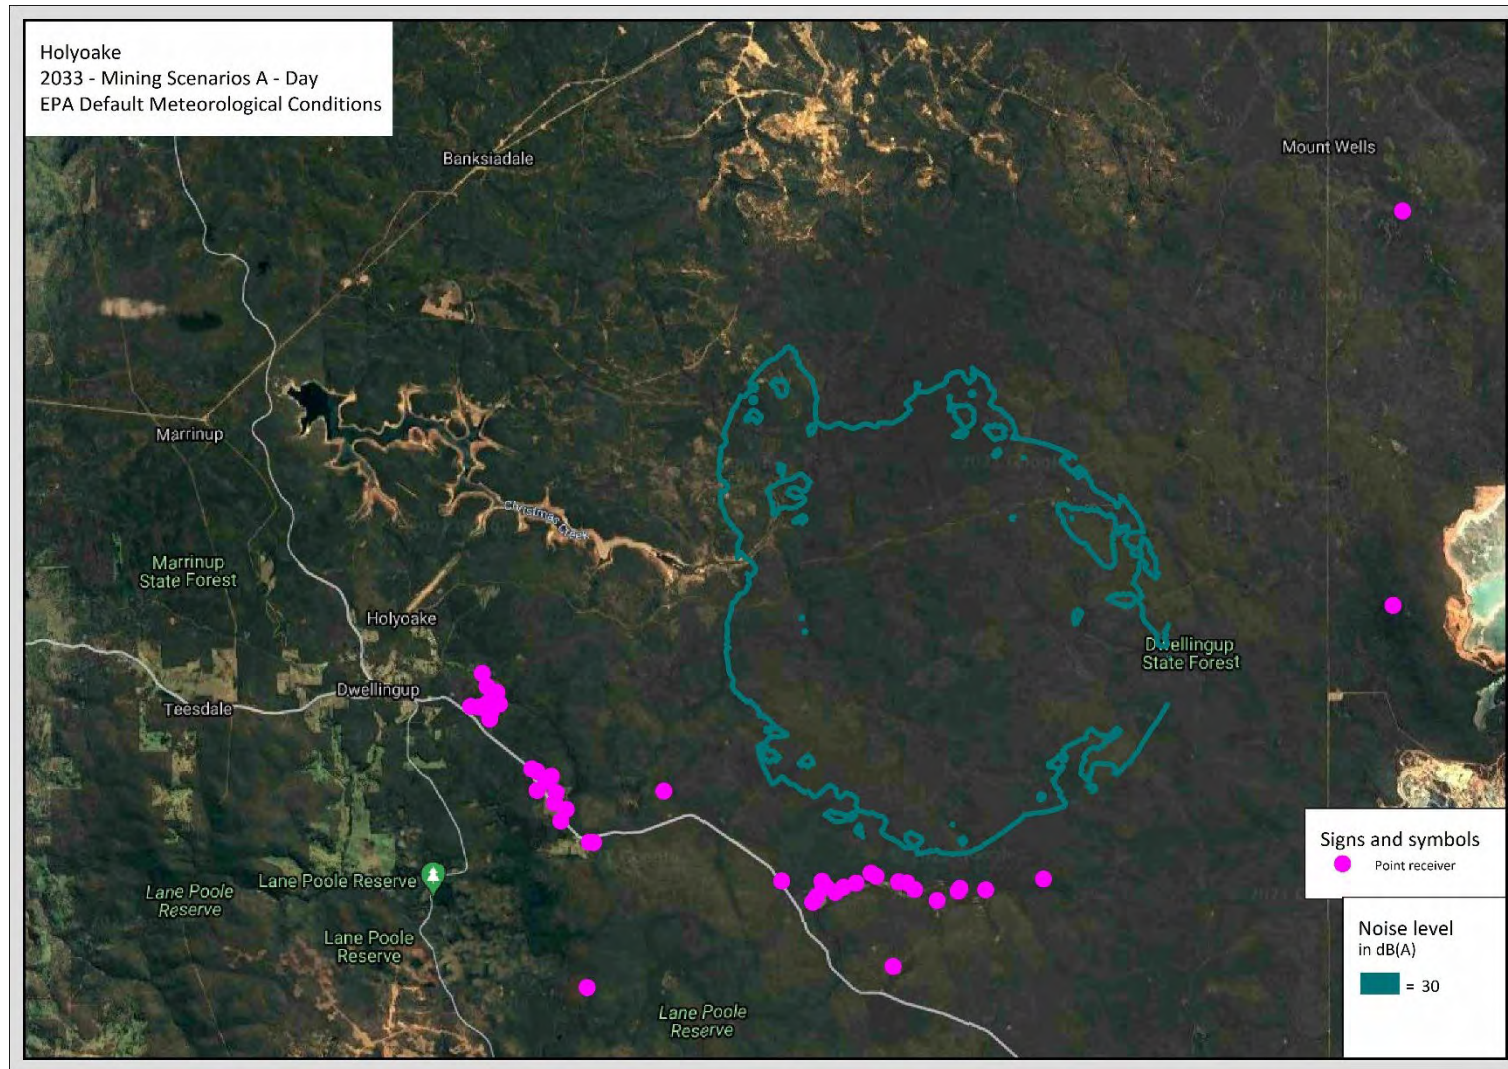 Holyoake
2033 - Mining Scenarios A - Day
EPA Default Meteorological Conditions
Banksiadale
Mount Wells
Marrinup
Christmas Creek
Marrinup
State Forest
Holyoake
Dwellingup
State Forest
Dwellingup
Teesdale
Lane Poole Reserve
Lane Poole
Reserve
Lane Poole
Reserve
Lane Poole
Reserve
Signs and symbols
Point receiver
Noise level
in dB(A)
= 30